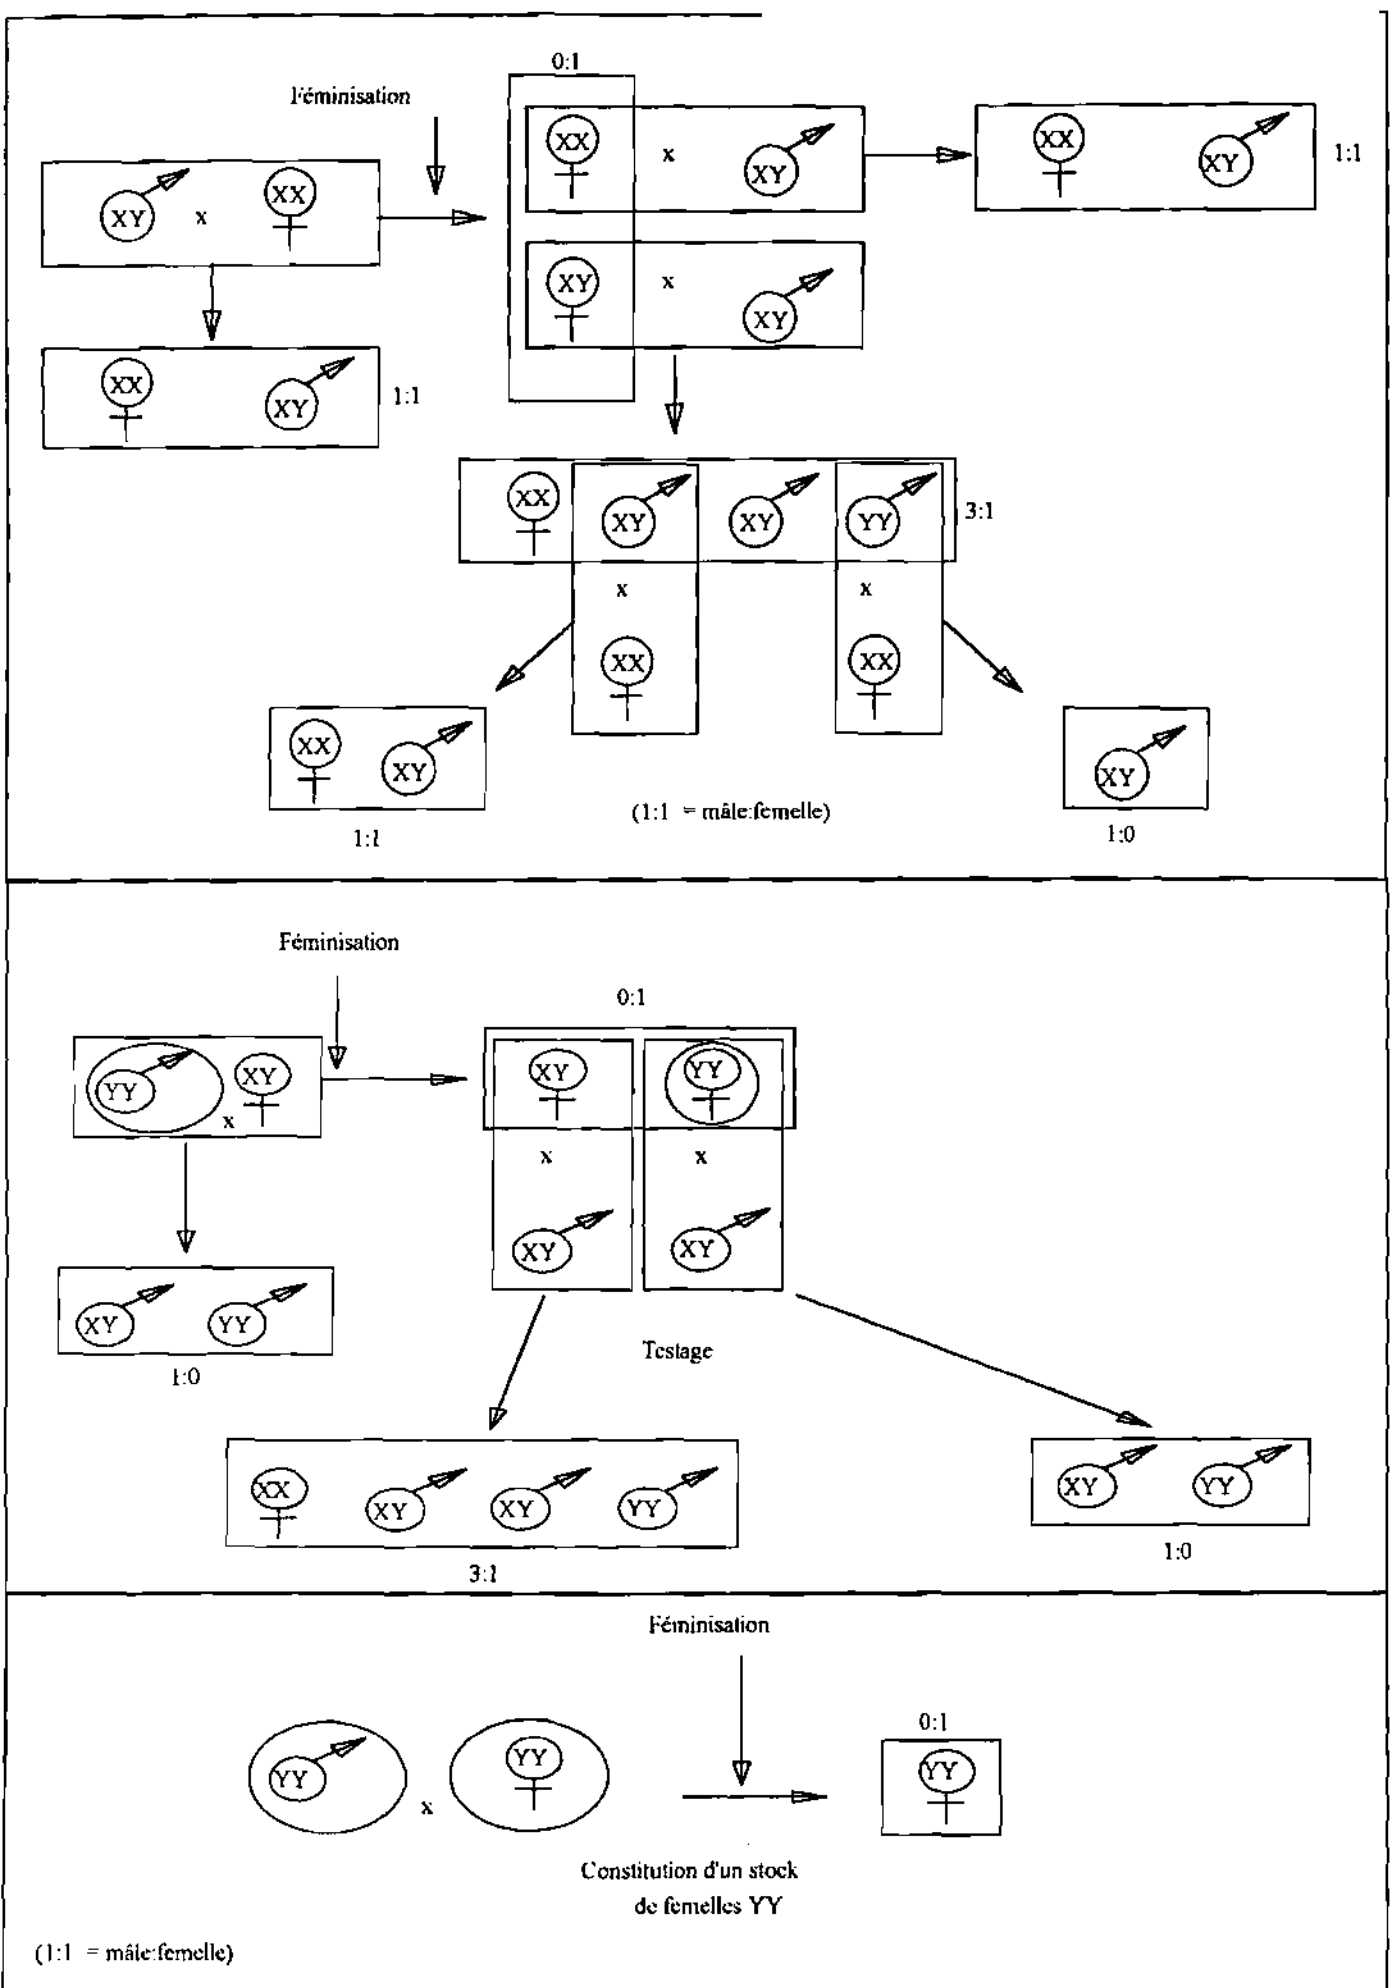 0:1
Féminisation
XX x XY
XX XY 1:1
XY x XX
XY x XY
XX XY 1:1
XX XY XY YY 3:1
x x
XX XX
XX XY
XY
(1:1 = mâle:femelle)
1:1
1:0
Féminisation
0:1
YY x XY
XY YY
x x
XY XY
XY YY
Testage
1:0
XX XY XY YY
XY YY
1:0
3:1
Féminisation
0:1
YY x YY
YY
Constitution d'un stock
de femelles YY
(1:1 = mâle:femelle)